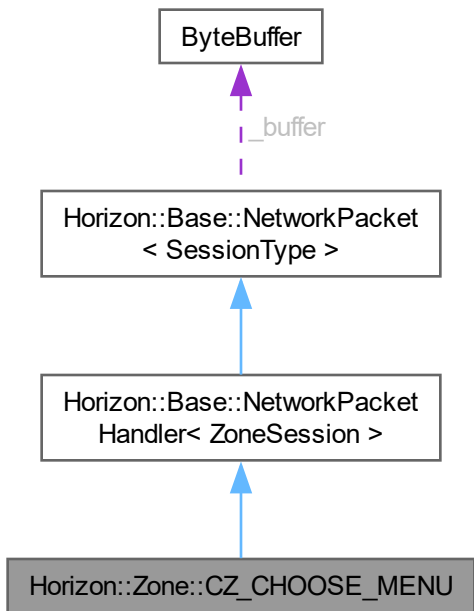 ByteBuffer
_buffer
Horizon::Base::NetworkPacket
< SessionType >
Horizon::Base::NetworkPacket
Handler< ZoneSession >
Horizon::Zone::CZ_CHOOSE_MENU